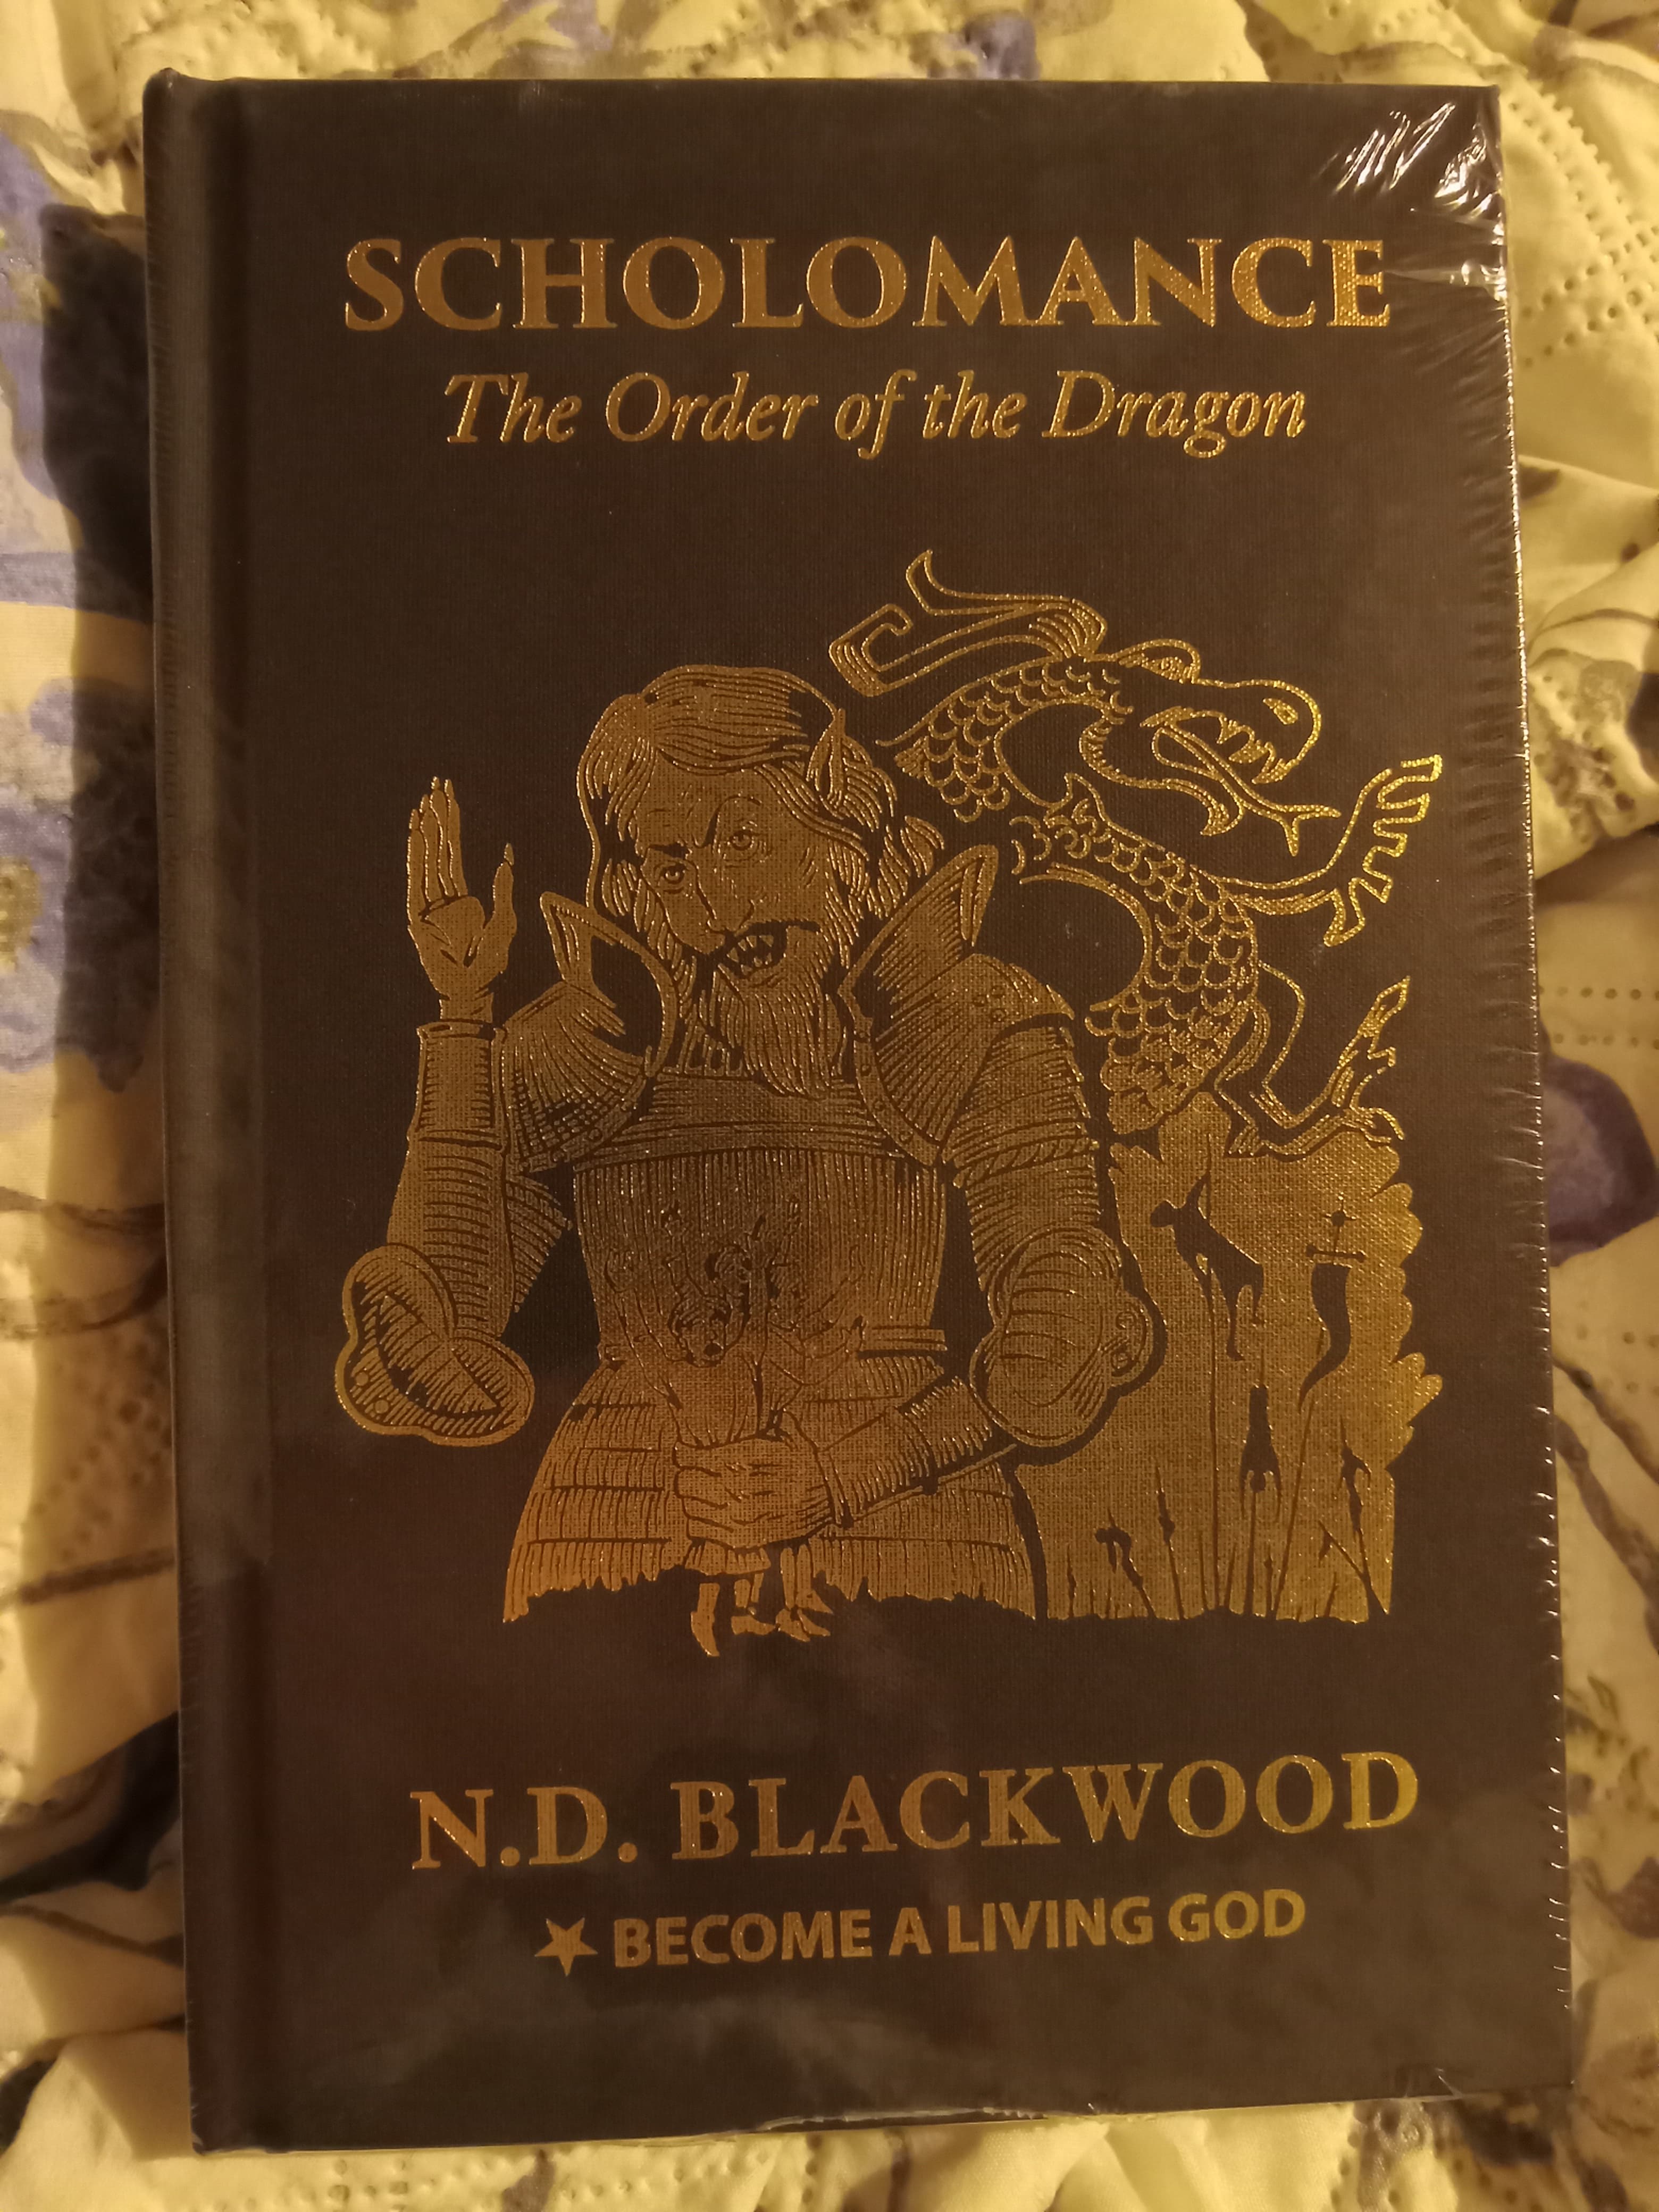 SCHOLOMANCE
The Order of the Dragon
N.D. BLACKWOOD
BECOME A LIVING GOD